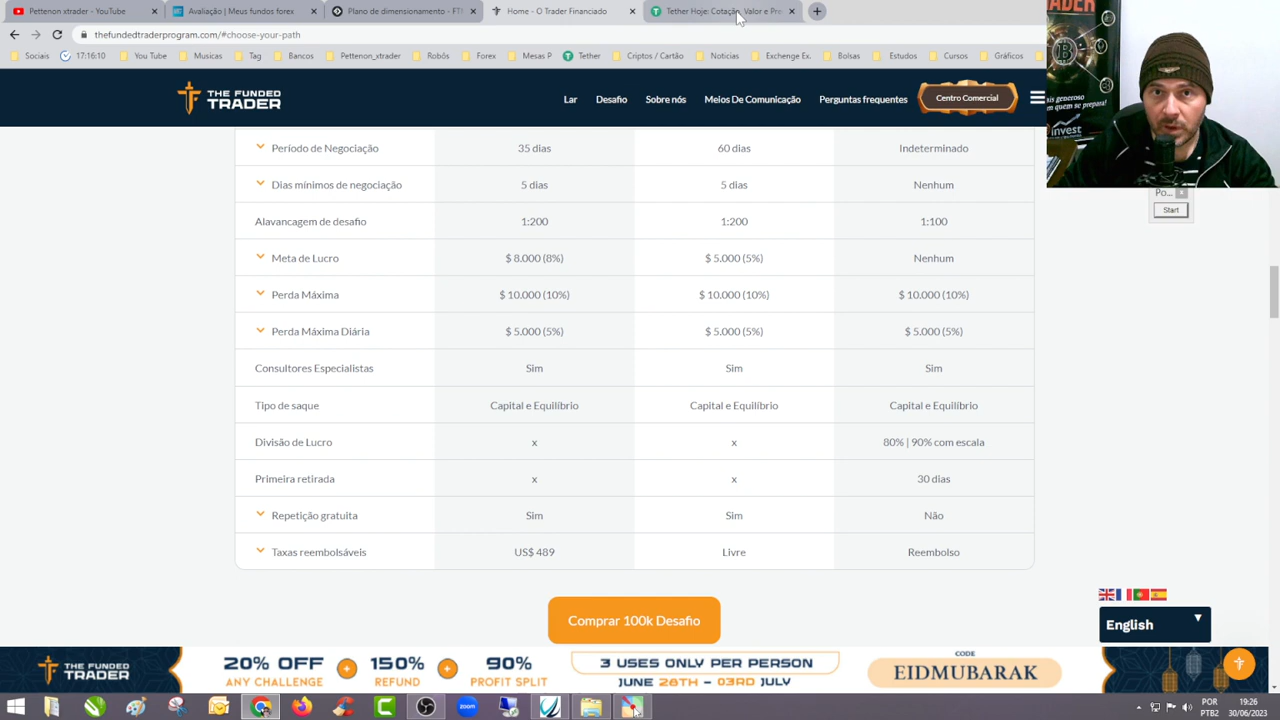 Pettenon xtrader - YouTube
Avaliação | Meus fundos forex
Plano de dimensionamento - FT
Home - O Trader Financiado
Tether Hoje: Cotação, Valor e Pre
thefundedtraderprogram.com/#choose-your-path
Sociais
17:16:10
You Tube
Musicas
Tag
Bancos
Pettenon_xtrader
Robôs
Forex
Mesas P
Tether
Criptos / Cartão
Noticias
Exchenge Ex.
Bolsas
Estudos
Cursos
Gráficos
THE FUNDED
TRADER
Lar
Desafio
Sobre nós
Meios De Comunicação
Perguntas frequentes
Centro Comercial
Período de Negociação 35 dias 60 dias Indeterminado
Dias mínimos de negociação 5 dias 5 dias Nenhum
Alavancagem de desafio 1:200 1:200 1:100
Meta de Lucro $ 8.000 (8%) $ 5.000 (5%) Nenhum
Perda Máxima $ 10.000 (10%) $ 10.000 (10%) $ 10.000 (10%)
Perda Máxima Diária $ 5.000 (5%) $ 5.000 (5%) $ 5.000 (5%)
Consultores Especialistas Sim Sim Sim
Tipo de saque Capital e Equilíbrio Capital e Equilíbrio Capital e Equilíbrio
Divisão de Lucro x x 80% | 90% com escala
Primeira retirada x x 30 dias
Repetição gratuita Sim Sim Não
Taxas reembolsáveis US$ 489 Livre Reembolso
Comprar 100k Desafio
Po...
Start
invest
English
THE FUNDED
TRADER
20% OFF
ANY CHALLENGE
150%
REFUND
90%
PROFIT SPLIT
3 USES ONLY PER PERSON
JUNE 28TH - 03RD JULY
CODE
EIDMUBARAK
zoom
POR
PTB2
19:26
30/06/2023